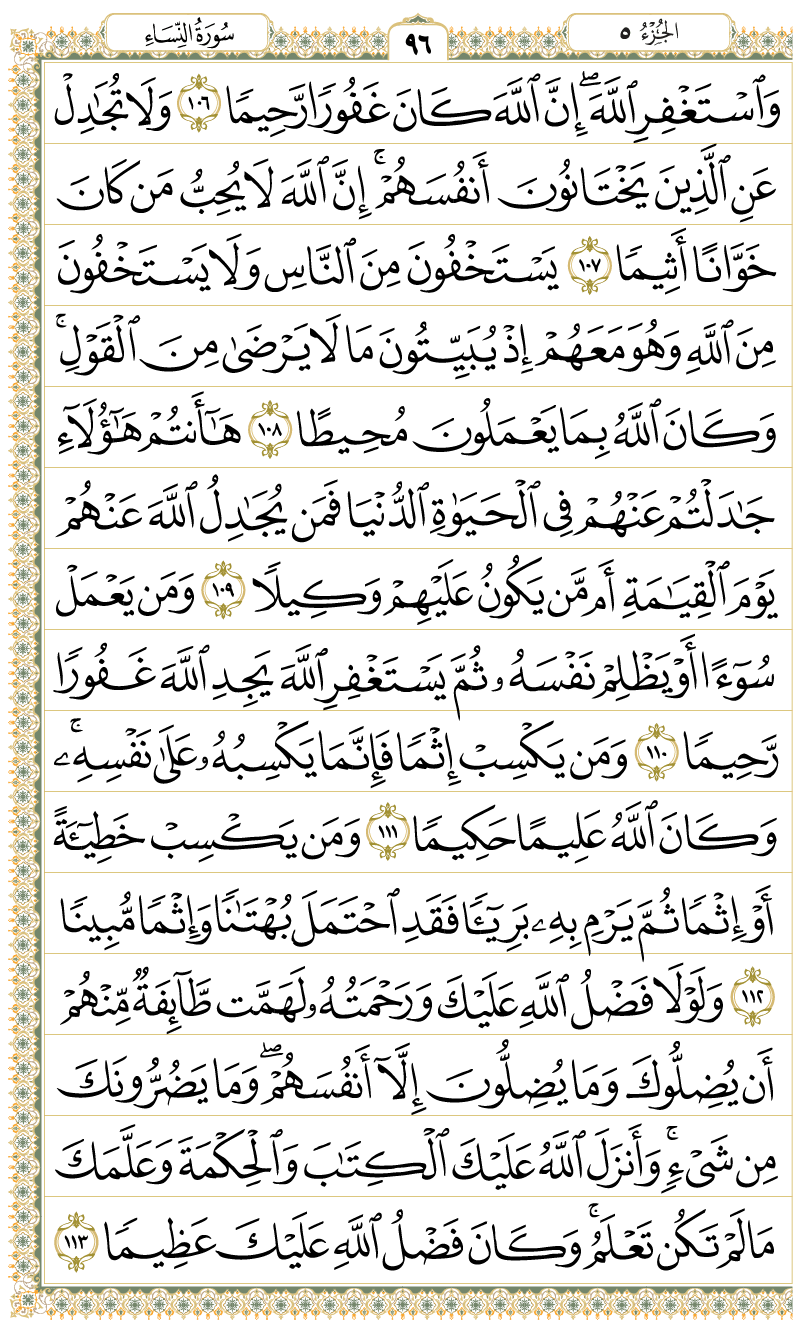 الجُزْءُ ٥
٩٦
سُورَةُ النِّسَاءِ
وَٱسْتَغْفِرِ ٱللَّهَۖ إِنَّ ٱللَّهَ كَانَ غَفُورًا رَّحِيمًا ١٠٦ وَلَا تُجَٰدِلْ
عَنِ ٱلَّذِينَ يَخْتَانُونَ أَنفُسَهُمْۚ إِنَّ ٱللَّهَ لَا يُحِبُّ مَن كَانَ
خَوَّانًا أَثِيمًا ١٠٧ يَسْتَخْفُونَ مِنَ ٱلنَّاسِ وَلَا يَسْتَخْفُونَ
مِنَ ٱللَّهِ وَهُوَ مَعَهُمْ إِذْ يُبَيِّتُونَ مَا لَا يَرْضَىٰ مِنَ ٱلْقَوْلِۚ
وَكَانَ ٱللَّهُ بِمَا يَعْمَلُونَ مُحِيطًا ١٠٨ هَٰٓأَنتُمْ هَٰٓؤُلَآءِ
جَٰدَلْتُمْ عَنْهُمْ فِي ٱلْحَيَوٰةِ ٱلدُّنْيَا فَمَن يُجَٰدِلُ ٱللَّهَ عَنْهُمْ
يَوْمَ ٱلْقِيَٰمَةِ أَم مَّن يَكُونُ عَلَيْهِمْ وَكِيلًا ١٠٩ وَمَن يَعْمَلْ
سُوٓءًا أَوْ يَظْلِمْ نَفْسَهُۥ ثُمَّ يَسْتَغْفِرِ ٱللَّهَ يَجِدِ ٱللَّهَ غَفُورًا
رَّحِيمًا ١١٠ وَمَن يَكْسِبْ إِثْمًا فَإِنَّمَا يَكْسِبُهُۥ عَلَىٰ نَفْسِهِۦۚ
وَكَانَ ٱللَّهُ عَلِيمًا حَكِيمًا ١١١ وَمَن يَكْسِبْ خَطِيٓـَٔةً
أَوْ إِثْمًا ثُمَّ يَرْمِ بِهِۦ بَرِيٓـًٔا فَقَدِ ٱحْتَمَلَ بُهْتَٰنًا وَإِثْمًا مُّبِينًا
١١٢ وَلَوْلَا فَضْلُ ٱللَّهِ عَلَيْكَ وَرَحْمَتُهُۥ لَهَمَّت طَّآئِفَةٌ مِّنْهُمْ
أَن يُضِلُّوكَ وَمَا يُضِلُّونَ إِلَّآ أَنفُسَهُمْۖ وَمَا يَضُرُّونَكَ
مِن شَيْءٍۚ وَأَنزَلَ ٱللَّهُ عَلَيْكَ ٱلْكِتَٰبَ وَٱلْحِكْمَةَ وَعَلَّمَكَ
مَا لَمْ تَكُن تَعْلَمُۚ وَكَانَ فَضْلُ ٱللَّهِ عَلَيْكَ عَظِيمًا ١١٣